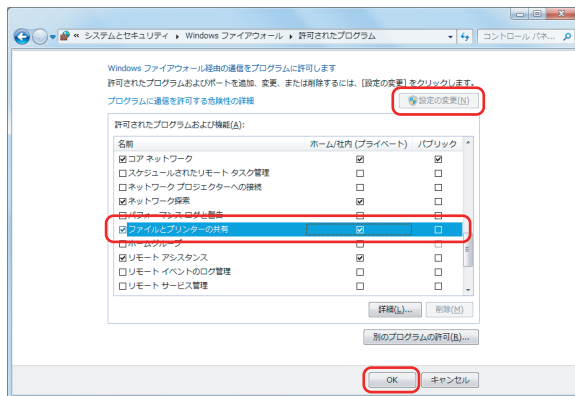 « システムとセキュリティ ▸ Windows ファイアウォール ▸ 許可されたプログラム
コントロール パネ...
Windows ファイアウォール経由の通信をプログラムに許可します
許可されたプログラムおよびポートを追加、変更、または削除するには、[設定の変更] をクリックします。
プログラムに通信を許可する危険性の詳細
設定の変更(N)
許可されたプログラムおよび機能(A):
名前 ホーム/社内 (プライベート) パブリック
コア ネットワーク
スケジュールされたリモート タスク管理
ネットワーク プロジェクターへの接続
ネットワーク探索
パフォーマンス ログと警告
ファイルとプリンターの共有
ホームグループ
リモート アシスタンス
リモート イベントのログ管理
リモート サービス管理
詳細(L)... 削除(M)
別のプログラムの許可(R)...
OK キャンセル